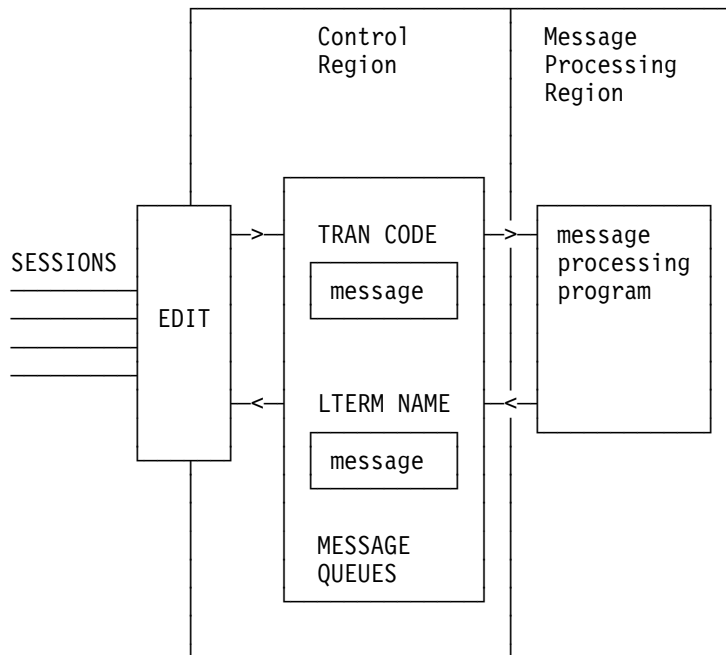 Control
Region
Message
Processing
Region
SESSIONS
EDIT
TRAN CODE
message
LTERM NAME
message
MESSAGE
QUEUES
message
processing
program